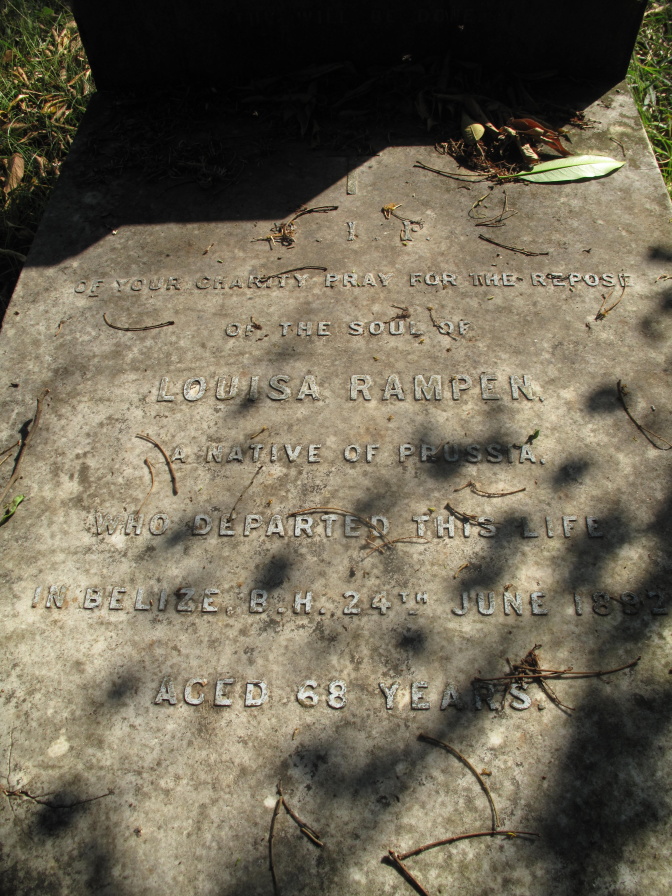 OF YOUR CHARITY PRAY FOR THE REPOSE
OF THE SOUL OF
LOUISA RAMPEN,
A NATIVE OF PRUSSIA.
WHO DEPARTED THIS LIFE
IN BELIZE. B.H. 24TH JUNE 1892
AGED 68 YEARS.